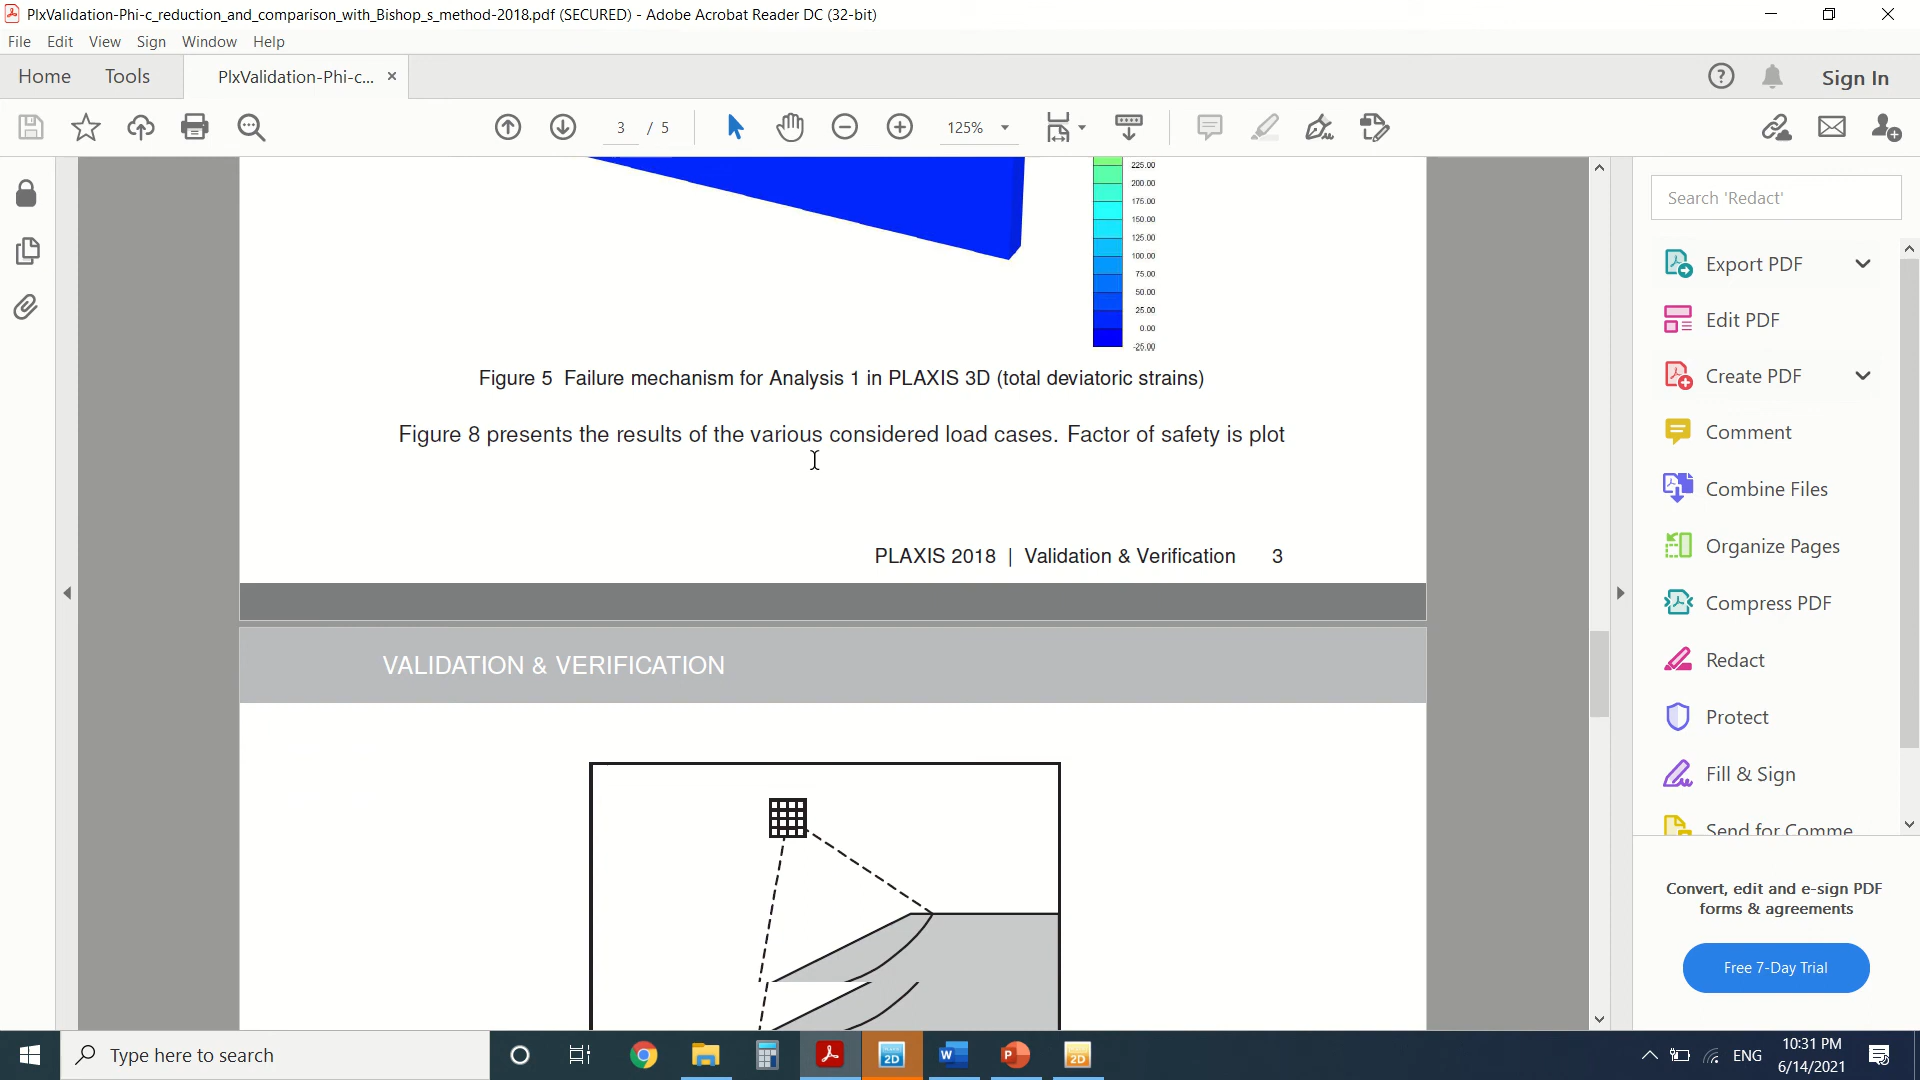 PlxValidation-Phi-c_reduction_and_comparison_with_Bishop_s_method-2018.pdf (SECURED) - Adobe Acrobat Reader DC (32-bit)
File Edit View Sign Window Help
Home Tools PlxValidation-Phi-c... × Sign In
3 / 5 125%
Search 'Redact'
Export PDF
Edit PDF
Create PDF
Comment
Combine Files
Organize Pages
Compress PDF
Redact
Protect
Fill & Sign
Send for Comme
Convert, edit and e-sign PDF
forms & agreements
Free 7-Day Trial
225.00
200.00
175.00
150.00
125.00
100.00
75.00
50.00
25.00
0.00
-25.00
Figure 5 Failure mechanism for Analysis 1 in PLAXIS 3D (total deviatoric strains)
Figure 8 presents the results of the various considered load cases. Factor of safety is plot
PLAXIS 2018 | Validation & Verification 3
VALIDATION & VERIFICATION
Type here to search
2D
W
P
2D
ENG
10:31 PM
6/14/2021